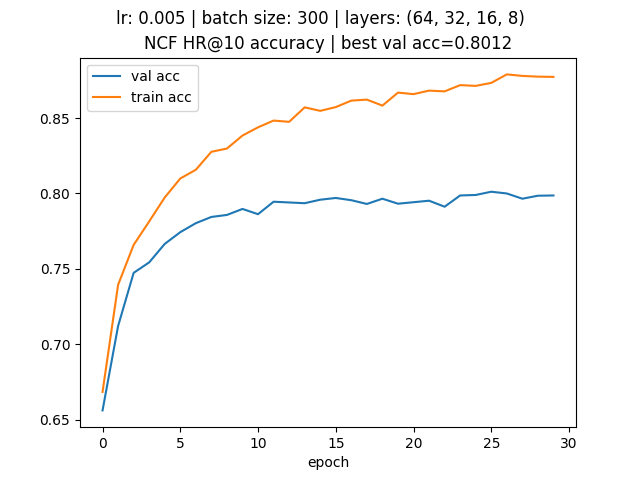 lr: 0.005 | batch size: 300 | layers: (64, 32, 16, 8)
NCF HR@10 accuracy | best val acc=0.8012
val acc
train acc
0.85
0.80
0.75
0.70
0.65
0 5 10 15 20 25 30
epoch